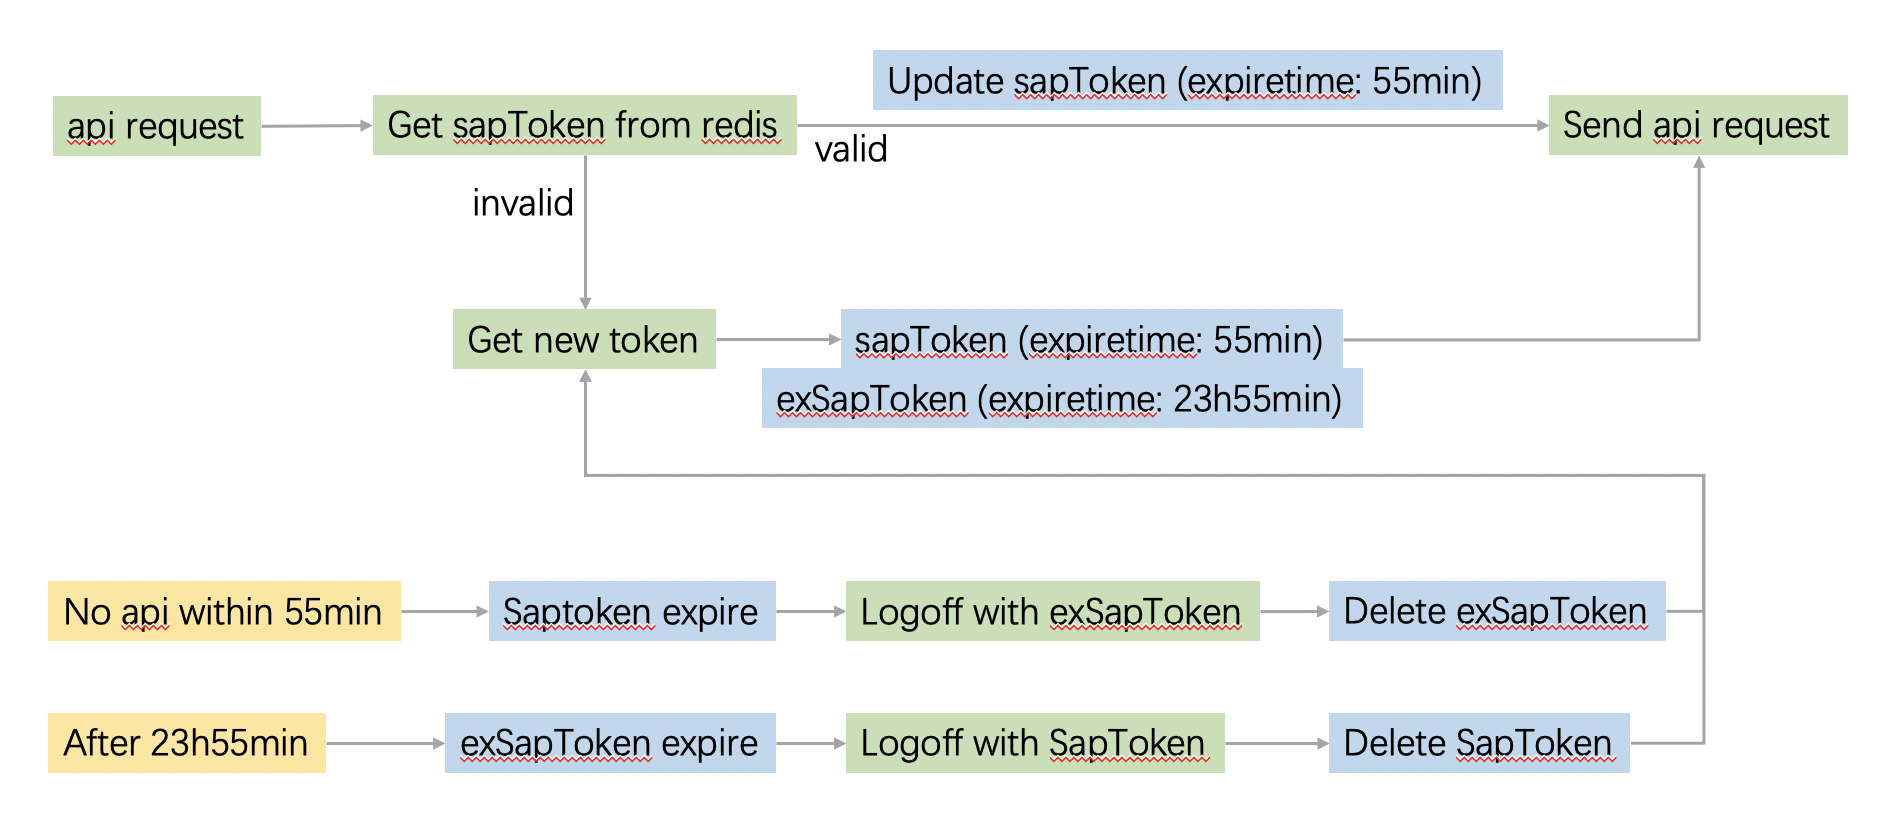 Update sapToken (expiretime: 55min)
api request
Get sapToken from redis
Send api request
valid
invalid
Get new token
sapToken (expiretime: 55min)
exSapToken (expiretime: 23h55min)
No api within 55min
Saptoken expire
Logoff with exSapToken
Delete exSapToken
After 23h55min
exSapToken expire
Logoff with SapToken
Delete SapToken